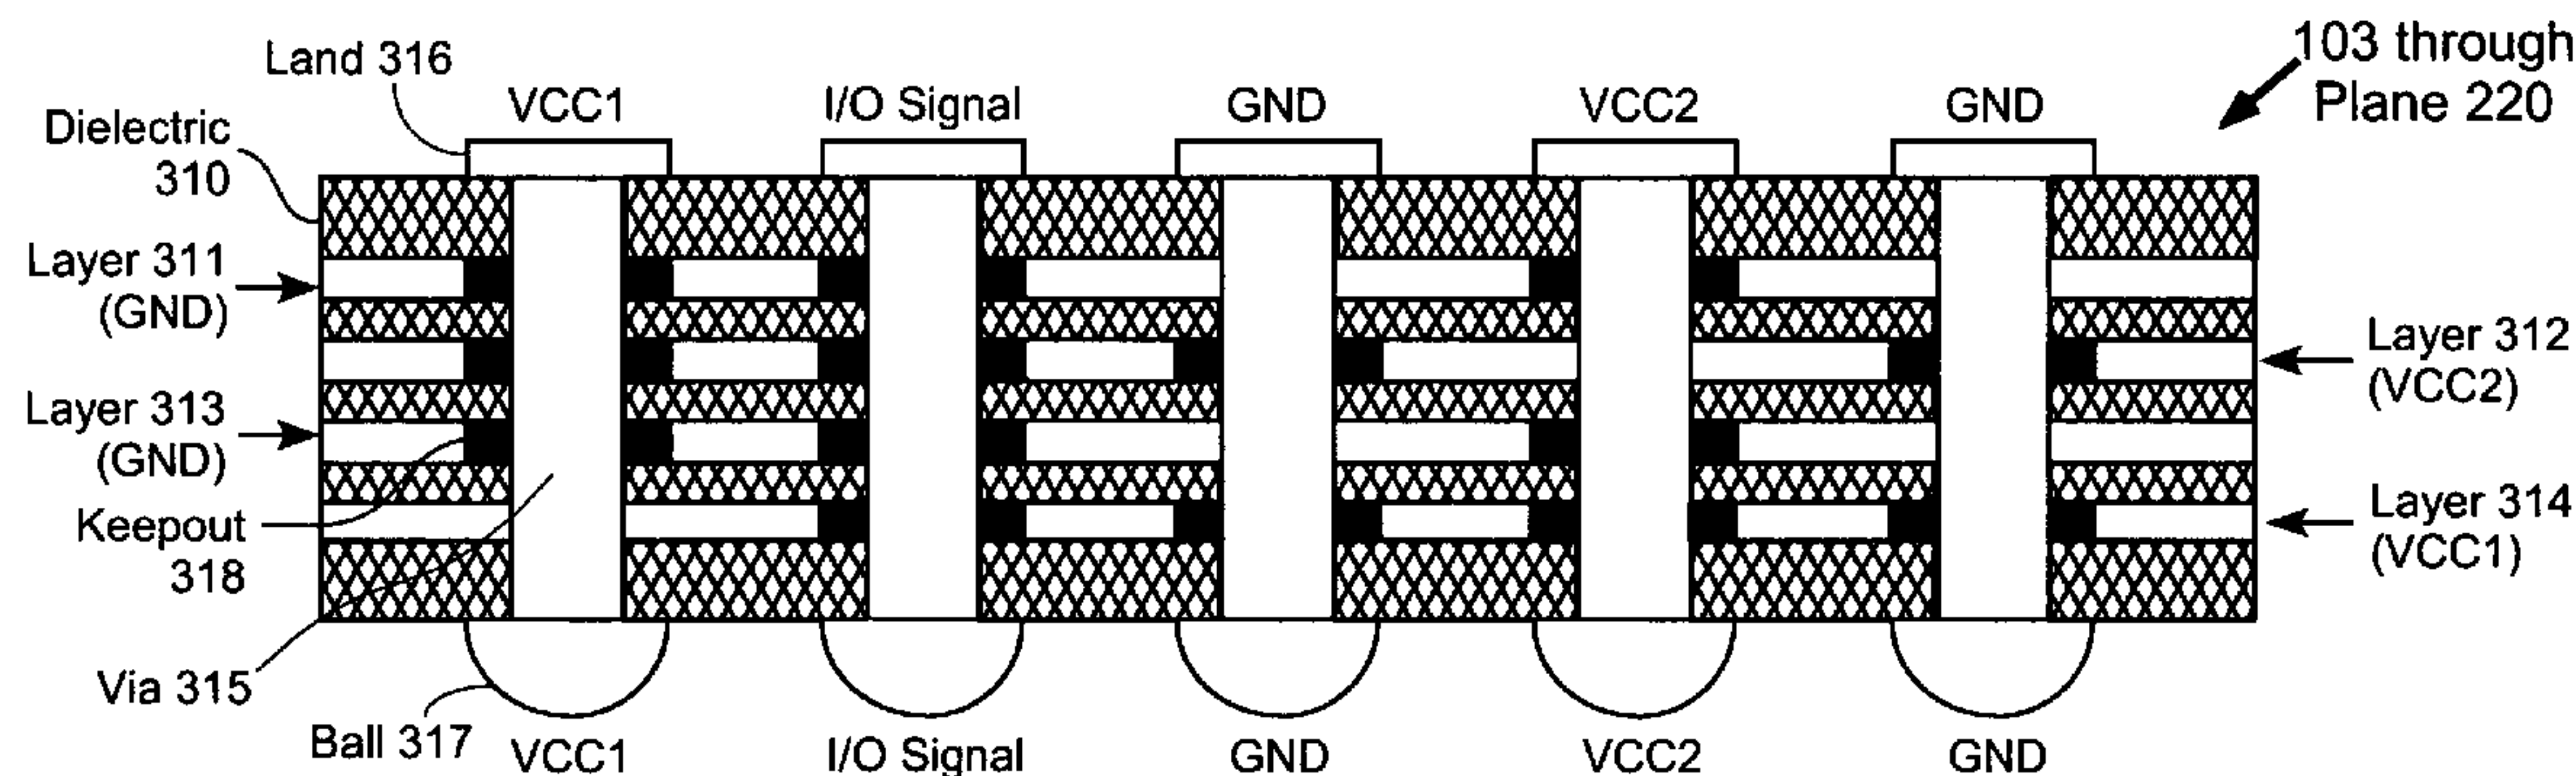 103 through
Plane 220
Land 316
VCC1
I/O Signal
GND
VCC2
GND
Dielectric
310
Layer 311
(GND)
Layer 312
(VCC2)
Layer 313
(GND)
Layer 314
(VCC1)
Keepout
318
Via 315
Ball 317
VCC1
I/O Signal
GND
VCC2
GND